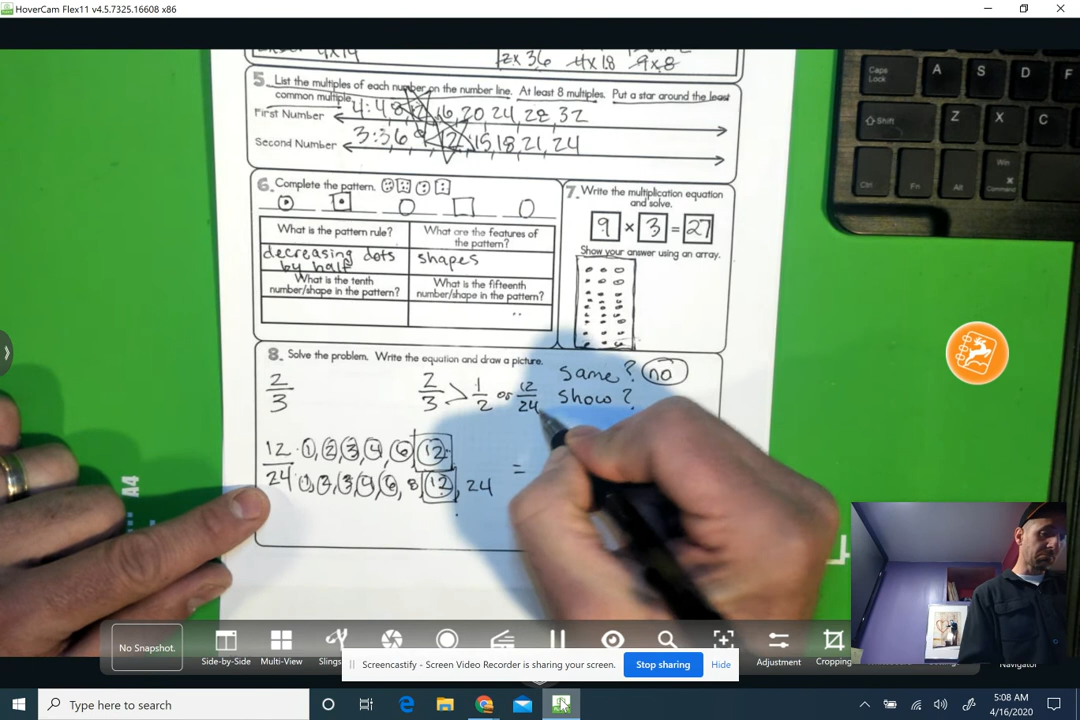 HoverCam Flex11 v4.5.7325.16608 x86
4x14
12x 36 4x18 9x8
5. List the multiples of each number on the number line. At least 8 multiples. Put a star around the least
common multiple.
First Number 4: 4, 8, 12, 16, 20 24, 28, 32
Second Number 3: 3, 6, 9, 12, 15, 18, 21, 24
6. Complete the pattern.
What is the pattern rule? What are the features of
the pattern?
decreasing dots shapes
by half
What is the tenth
number/shape in the pattern? What is the fifteenth
number/shape in the pattern?
7. Write the multiplication equation
and solve.
9 × 3 = 27
Show your answer using an array.
8. Solve the problem. Write the equation and draw a picture.
2/3 2/3 > 1/2 or 12/24 same? no
show?
12 : 1, 2, 3, 4, 6, 12
24 : 1, 2, 3, 4, 6, 8, 12, 24
=
A4
Caps
Lock
A S D F
Shift Z X C
Ctrl Fn Win
Command Alt
No Snapshot.
Side-by-Side Multi-View Slings Adjustment Cropping Navigator
Screencastify - Screen Video Recorder is sharing your screen. Stop sharing Hide
Type here to search
5:08 AM
4/16/2020